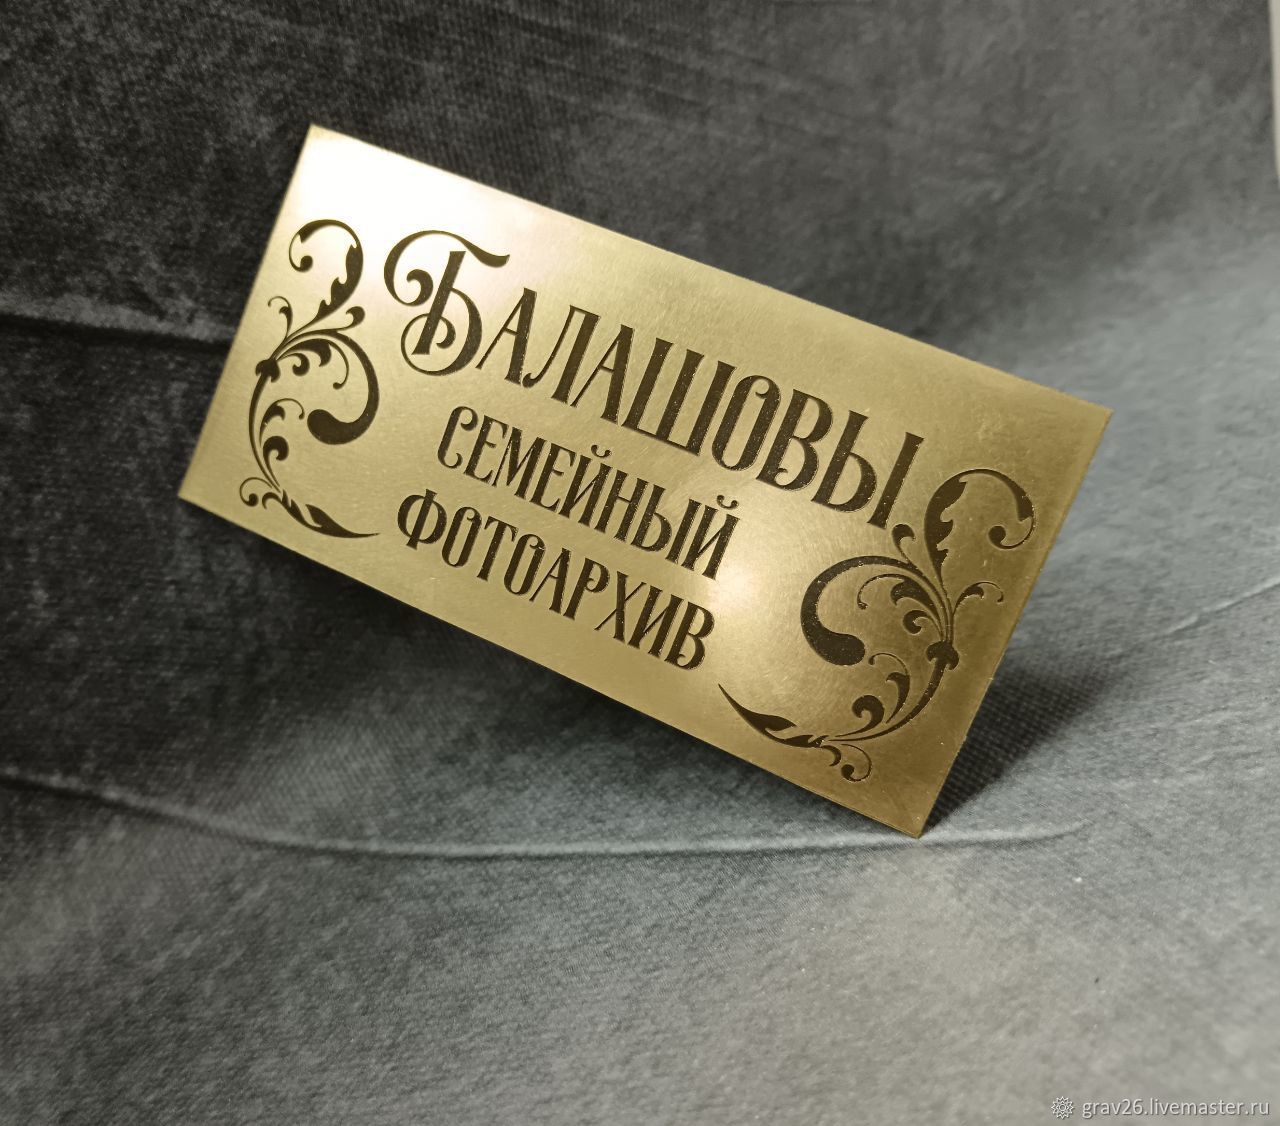 Балашовы
семейный
фотоархив
grav26.livemaster.ru